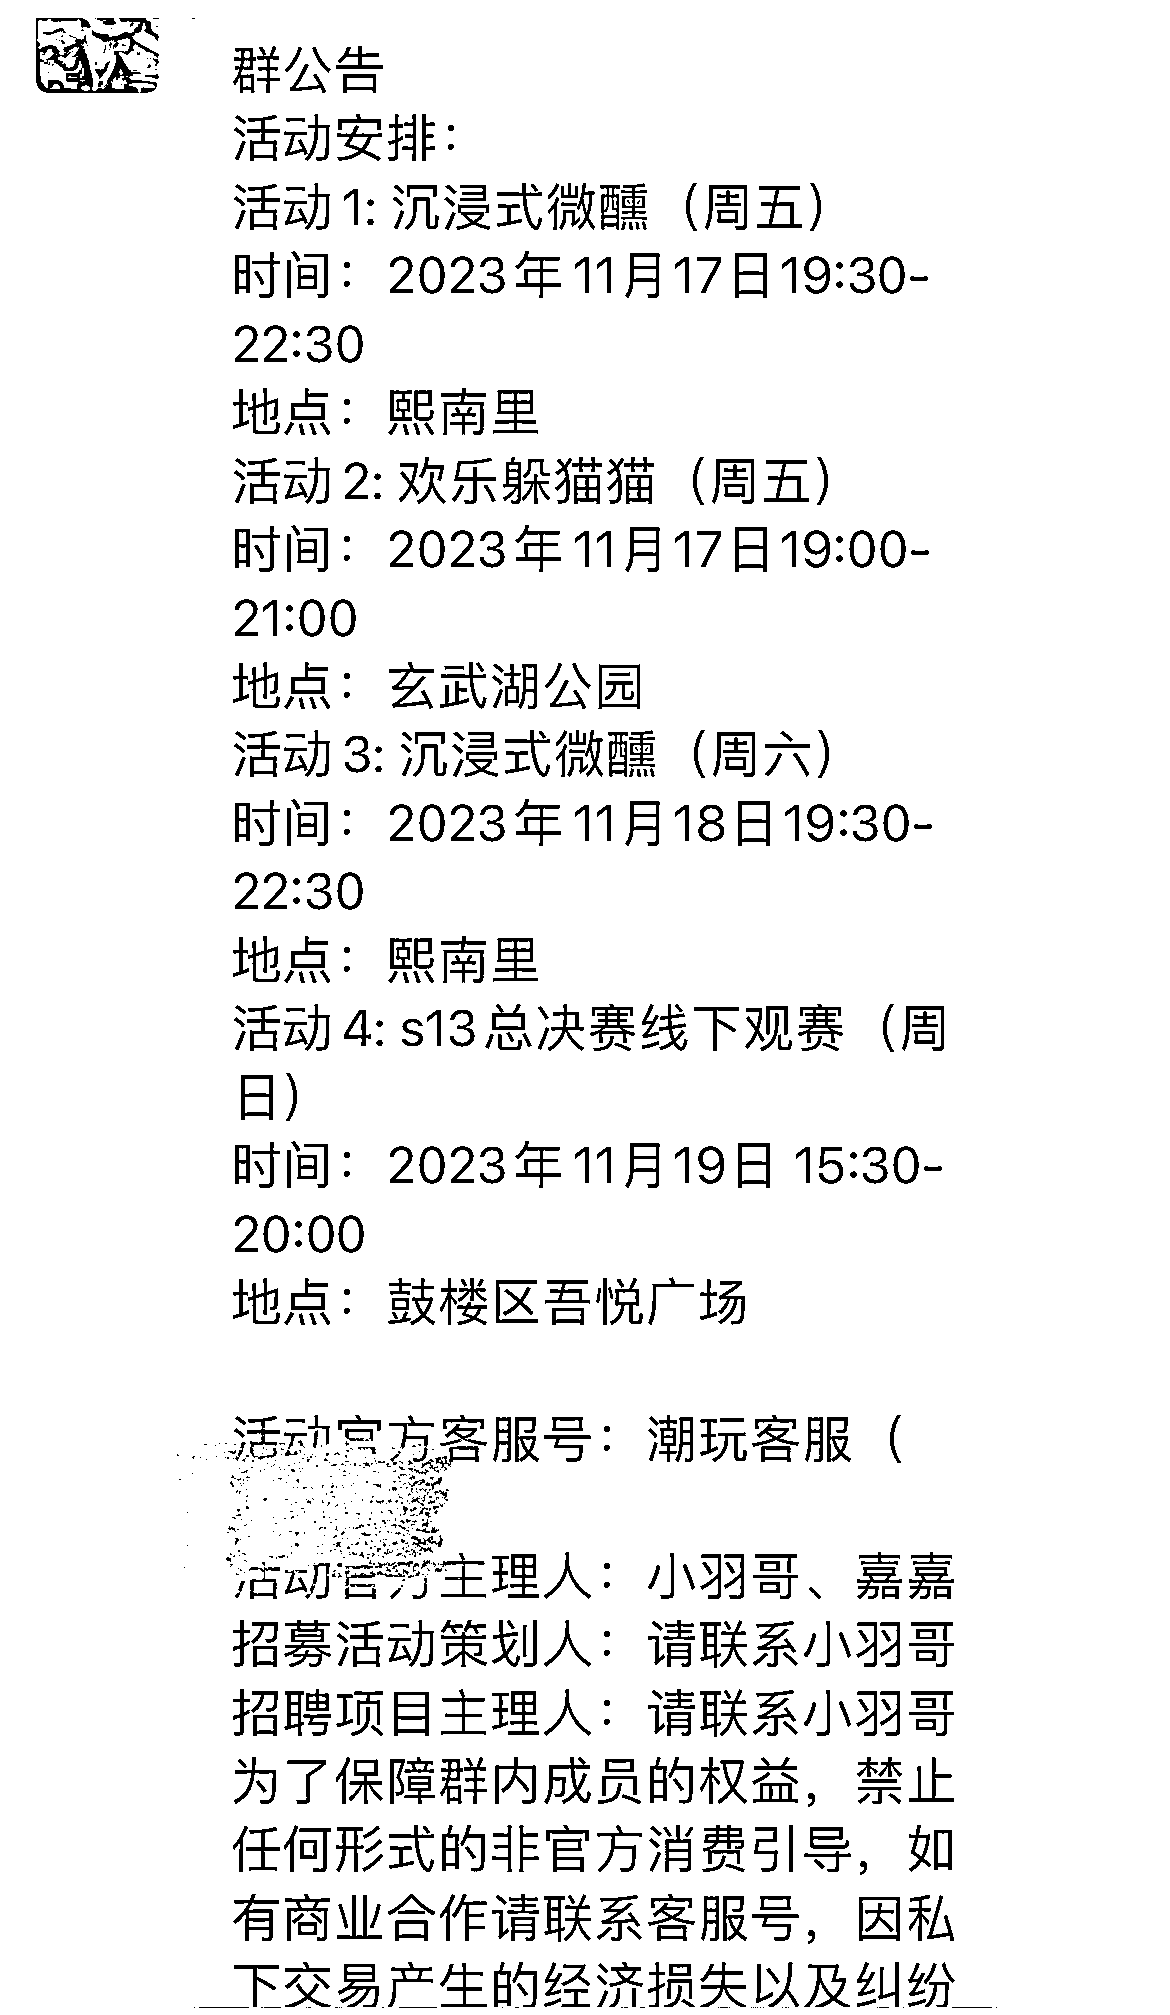 群公告
活动安排：
活动1: 沉浸式微醺（周五）
时间：2023年11月17日19:30-
22:30
地点：熙南里
活动2: 欢乐躲猫猫（周五）
时间：2023年11月17日19:00-
21:00
地点：玄武湖公园
活动3: 沉浸式微醺（周六）
时间：2023年11月18日19:30-
22:30
地点：熙南里
活动4: s13总决赛线下观赛（周
日）
时间：2023年11月19日 15:30-
20:00
地点：鼓楼区吾悦广场
活动官方客服号：潮玩客服（
活动官方主理人：小羽哥、嘉嘉
招募活动策划人：请联系小羽哥
招聘项目主理人：请联系小羽哥
为了保障群内成员的权益，禁止
任何形式的非官方消费引导，如
有商业合作请联系客服号，因私
下交易产生的经济损失以及纠纷